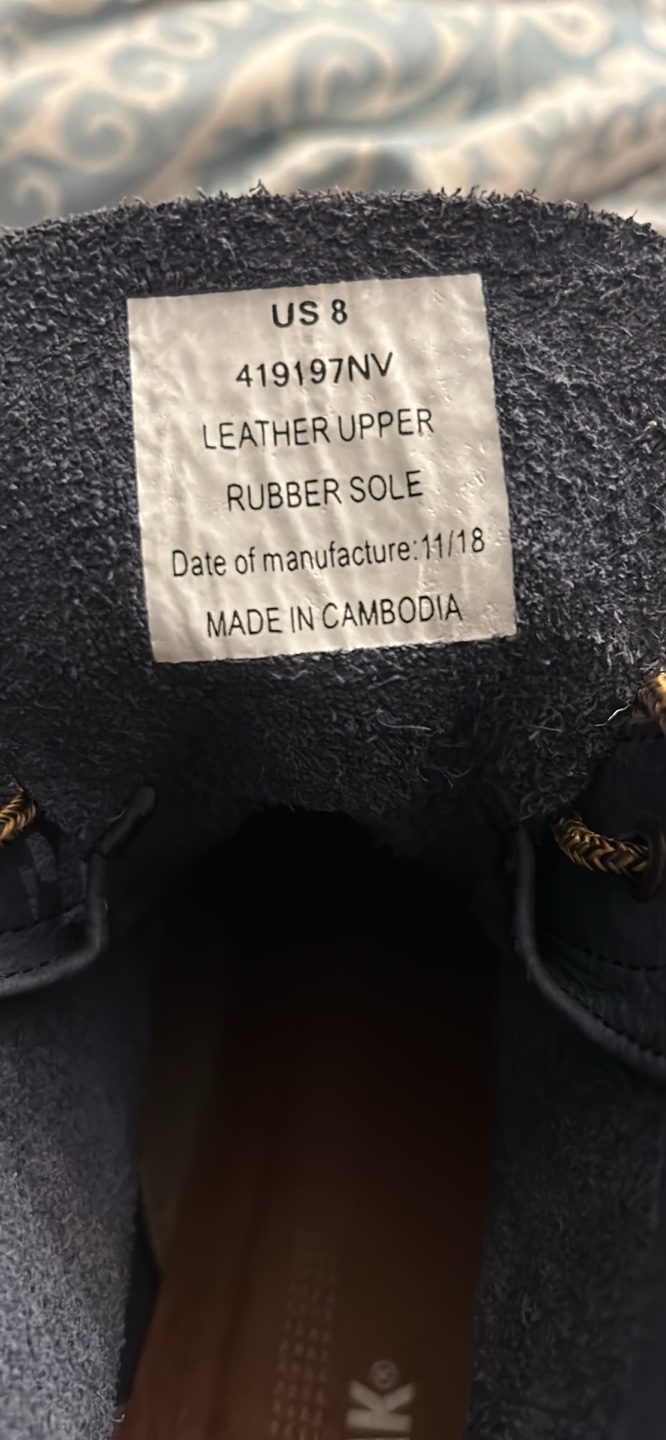 US 8
419197NV
LEATHER UPPER
RUBBER SOLE
Date of manufacture:11/18
MADE IN CAMBODIA